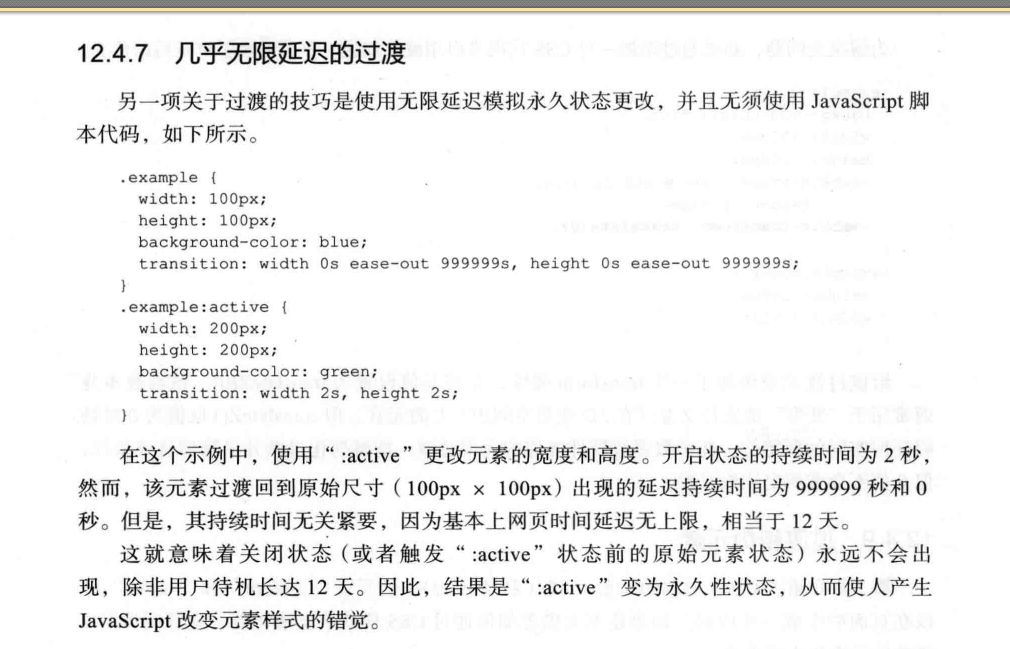 12.4.7 几乎无限延迟的过渡
另一项关于过渡的技巧是使用无限延迟模拟永久状态更改，并且无须使用 JavaScript 脚
本代码，如下所示。
.example {
width: 100px;
height: 100px;
background-color: blue;
transition: width 0s ease-out 999999s, height 0s ease-out 999999s;
}
.example:active {
width: 200px;
height: 200px;
background-color: green;
transition: width 2s, height 2s;
}
在这个示例中，使用“ :active” 更改元素的宽度和高度。开启状态的持续时间为 2 秒，
然而，该元素过渡回到原始尺寸（100px × 100px）出现的延迟持续时间为 999999 秒和 0
秒。但是，其持续时间无关紧要，因为基本上网页时间延迟无上限，相当于 12 天。
这就意味着关闭状态（或者触发“ :active” 状态前的原始元素状态）永远不会出
现，除非用户待机长达 12 天。因此，结果是“ :active” 变为永久性状态，从而使人产生
JavaScript 改变元素样式的错觉。